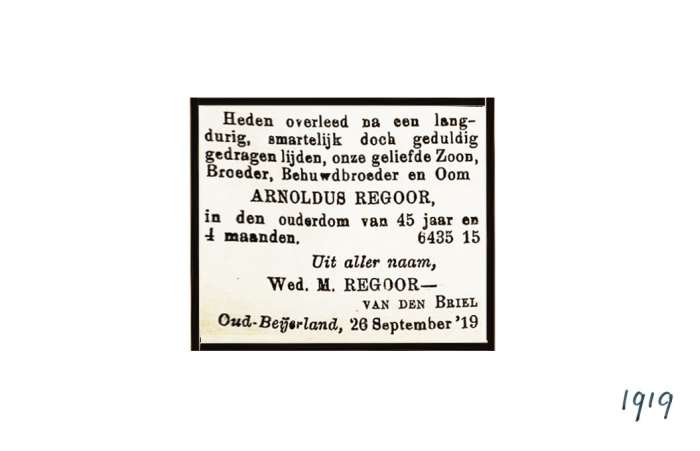 Heden overleed na een lang-
durig, smartelijk doch geduldig
gedragen lijden, onze geliefde Zoon,
Broeder, Behuwdbroeder en Oom
ARNOLDUS REGOOR,
in den ouderdom van 45 jaar en
4 maanden. 6435 15
Uit aller naam,
Wed. M. REGOOR—
VAN DEN BRIEL
Oud-Beijerland, 26 September '19
1919